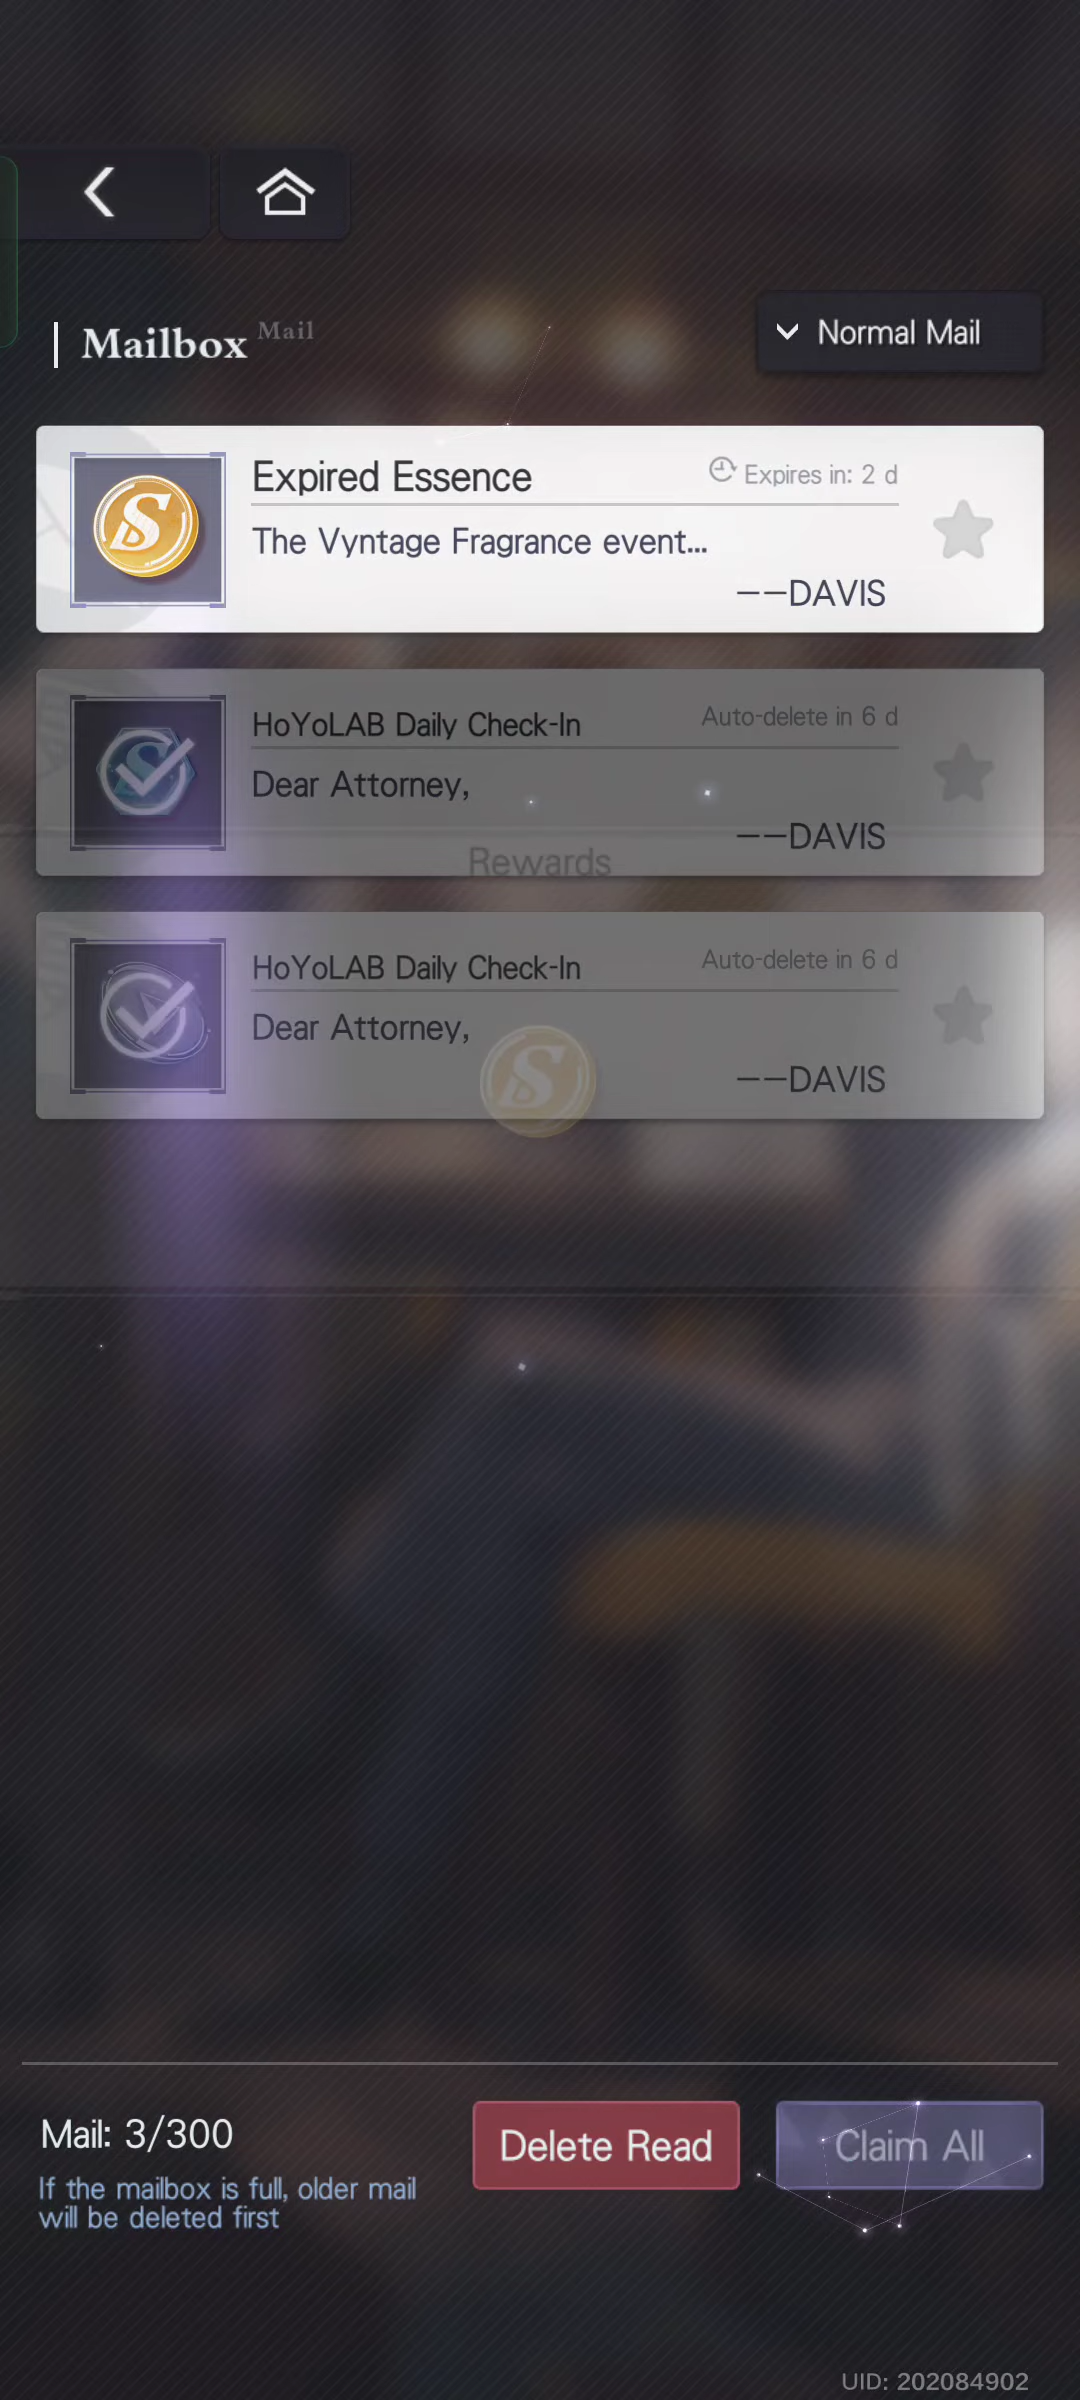 Mailbox Mail
Normal Mail
Expired Essence
Expires in: 2 d
The Vyntage Fragrance event...
——DAVIS
HoYoLAB Daily Check-In
Auto-delete in 6 d
Dear Attorney,
——DAVIS
Rewards
HoYoLAB Daily Check-In
Auto-delete in 6 d
Dear Attorney,
——DAVIS
Mail: 3/300
If the mailbox is full, older mail
will be deleted first
Delete Read
Claim All
UID: 202084902